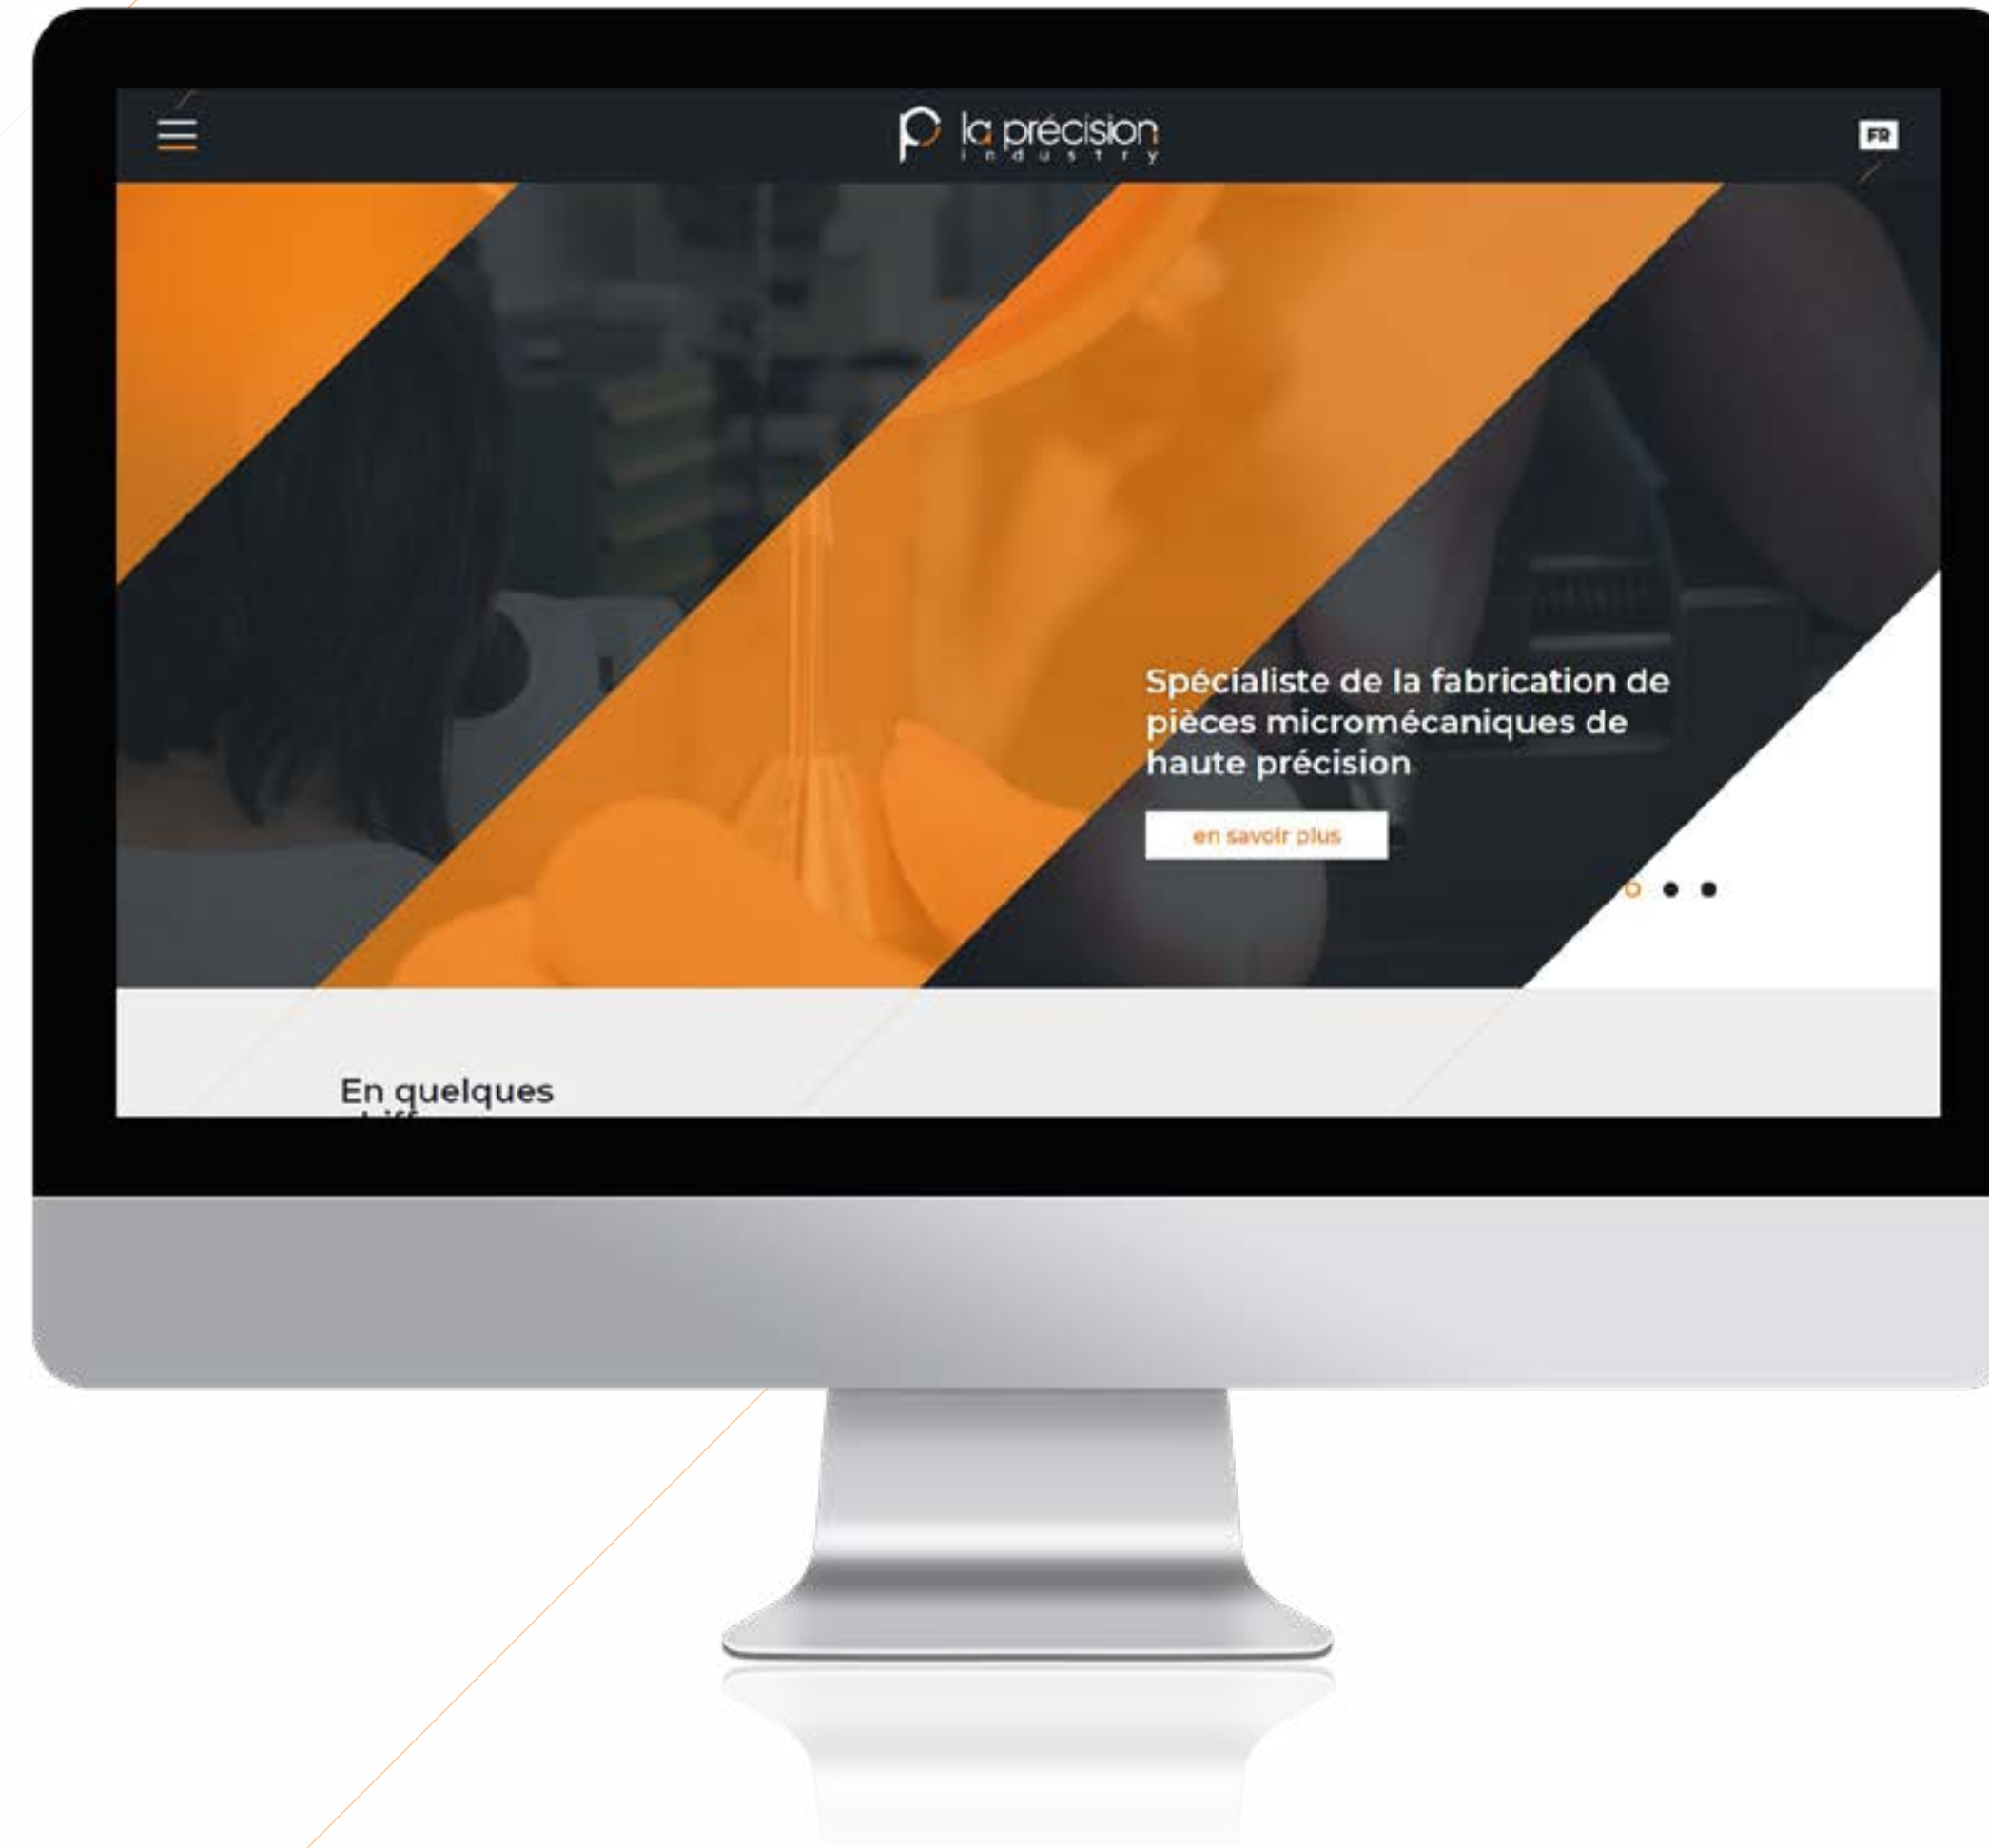 la précision
industry
FR
Spécialiste de la fabrication de
pièces micromécaniques de
haute précision
en savoir plus
En quelques